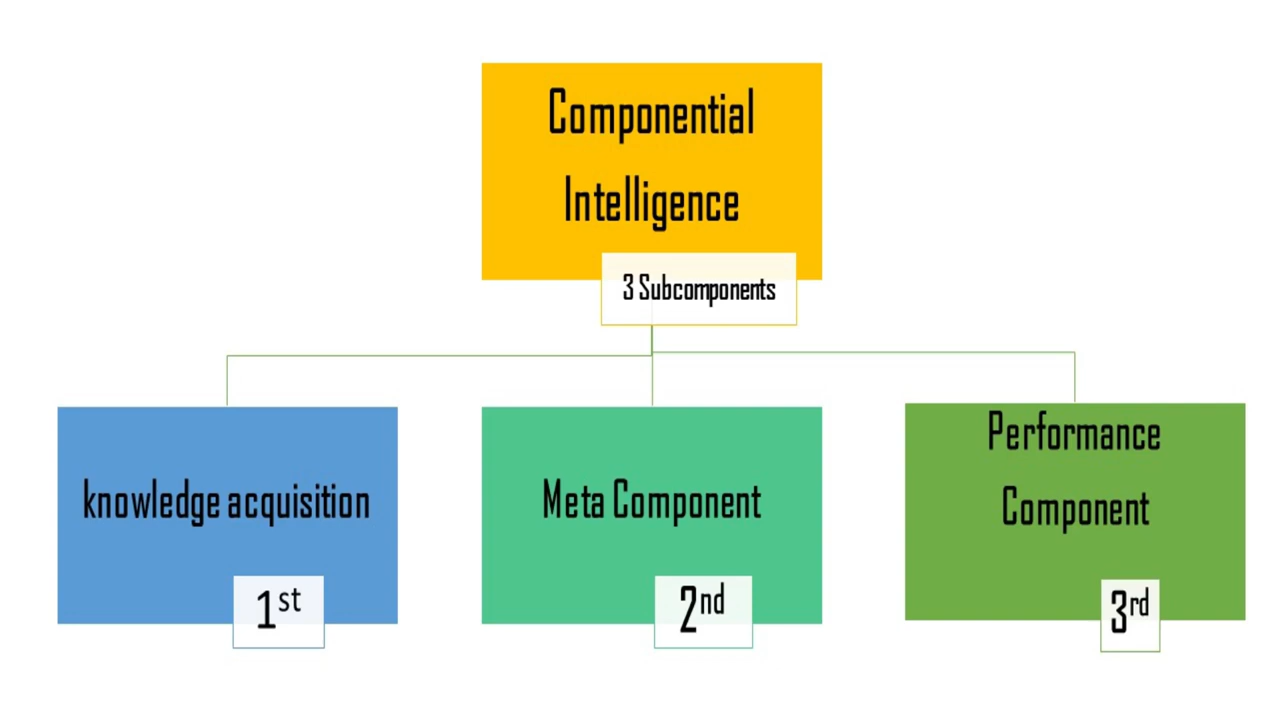 Componential
Intelligence
3 Subcomponents
knowledge acquisition
1st
Meta Component
2nd
Performance
Component
3rd